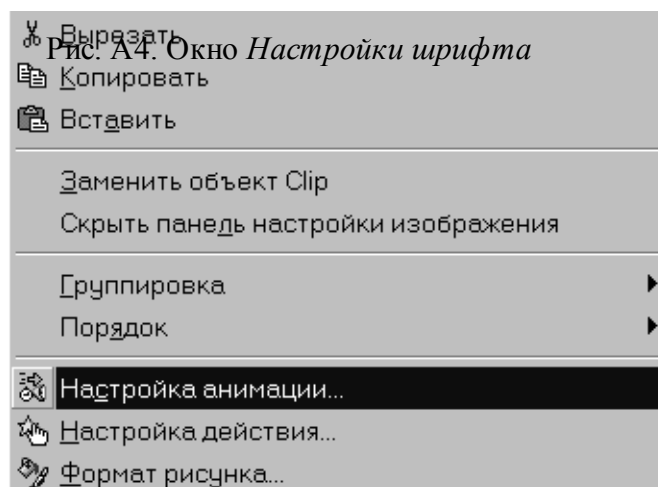 Вырезать
Рис. А4. Окно Настройки шрифта
Копировать
Вставить
Заменить объект Clip
Скрыть панель настройки изображения
Группировка
Порядок
Настройка анимации...
Настройка действия...
Формат рисунка...